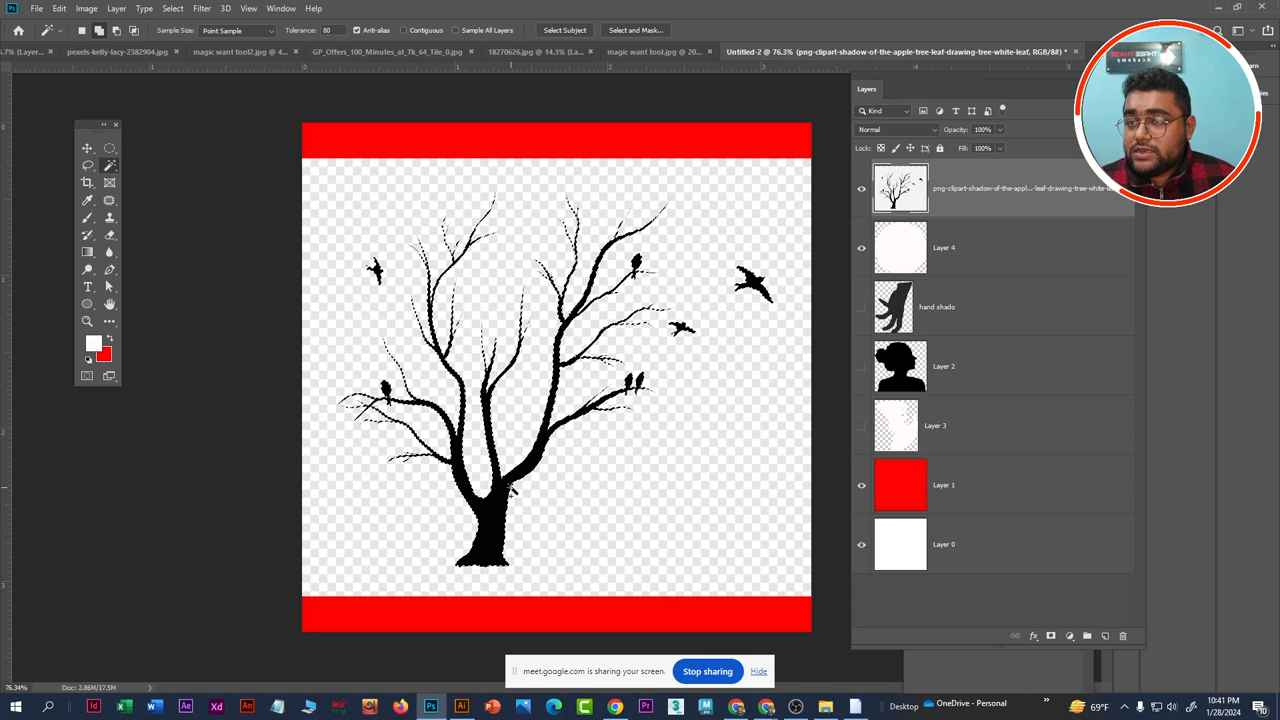 Ps File Edit Image Layer Type Select Filter 3D View Window Help
Sample Size: Point Sample Tolerance: 80 Anti-alias Contiguous Sample All Layers Select Subject Select and Mask...
.7% (Layer... × pexels-kelly-lacy-2382904.jpg × magic want tool2.jpg @ 4... × GP_Offers_100_Minutes_at_Tk_64_Tile_0.jpg × 18270626.jpg @ 14.3% (La... × magic want tool.jpg @ 20... × Untitled-2 @ 76.3% (png-clipart-shadow-of-the-apple-tree-leaf-drawing-tree-white-leaf, RGB/8#) * ×
Layers
Kind
Normal Opacity: 100%
Lock: Fill: 100%
png-clipart-shadow-of-the-appl...-leaf-drawing-tree-white-le
Layer 4
hand shado
Layer 2
Layer 3
Layer 1
Layer 0
meet.google.com is sharing your screen. Stop sharing Hide
76.34% Doc: 2.86M/17.5M
Desktop OneDrive - Personal 69°F 10:41 PM
1/28/2024